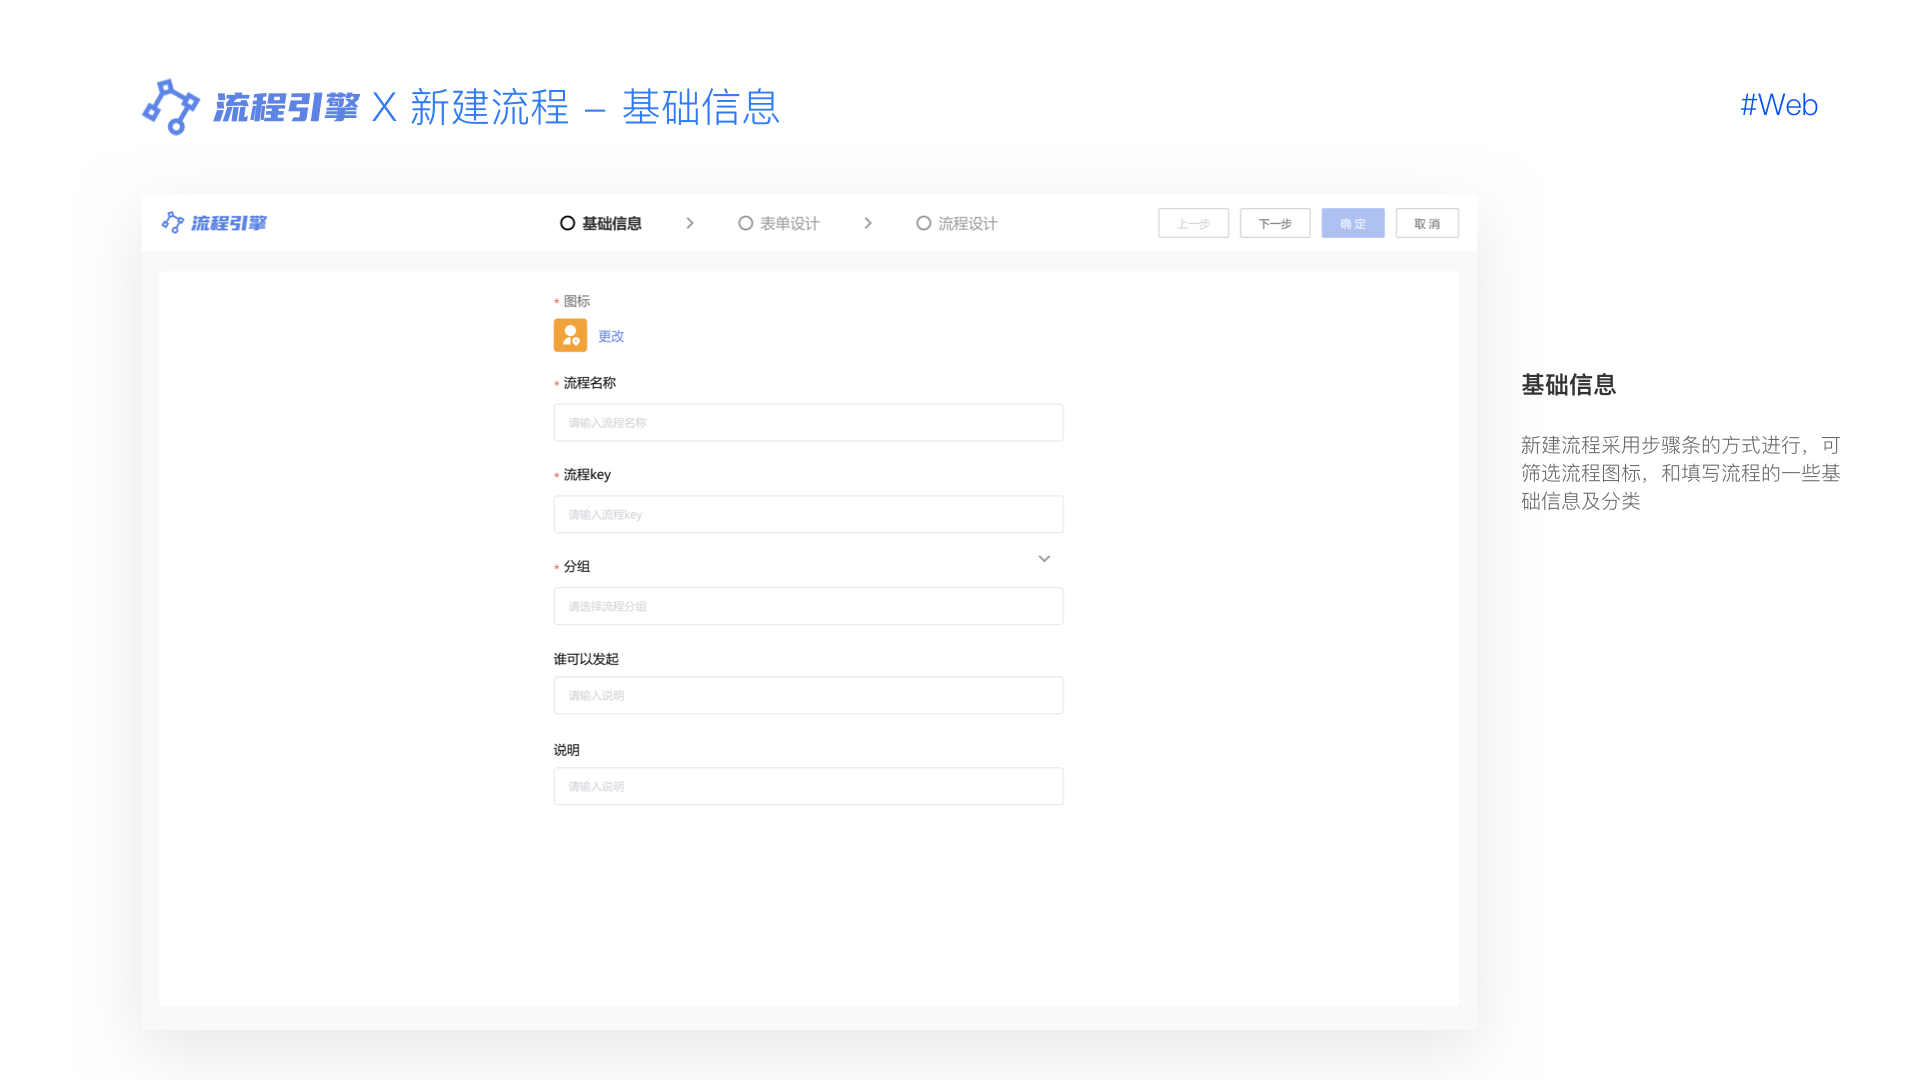 流程引擎 X 新建流程 – 基础信息
#Web
流程引擎
基础信息
表单设计
流程设计
上一步
下一步
确 定
取 消
* 图标
更改
* 流程名称
请输入流程名称
* 流程key
请输入流程key
* 分组
请选择流程分组
谁可以发起
请输入说明
说明
请输入说明
基础信息
新建流程采用步骤条的方式进行，可
筛选流程图标，和填写流程的一些基
础信息及分类